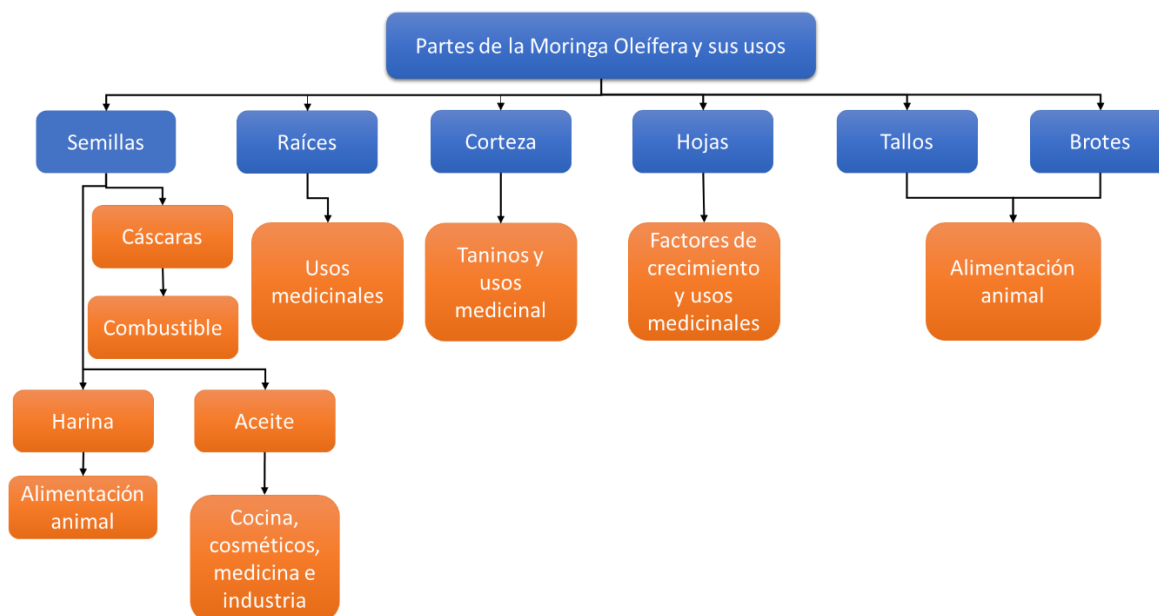 Partes de la Moringa Oleífera y sus usos
Semillas
Raíces
Corteza
Hojas
Tallos
Brotes
Cáscaras
Combustible
Usos
medicinales
Taninos y
usos
medicinal
Factores de
crecimiento
y usos
medicinales
Alimentación
animal
Harina
Aceite
Alimentación
animal
Cocina,
cosméticos,
medicina e
industria